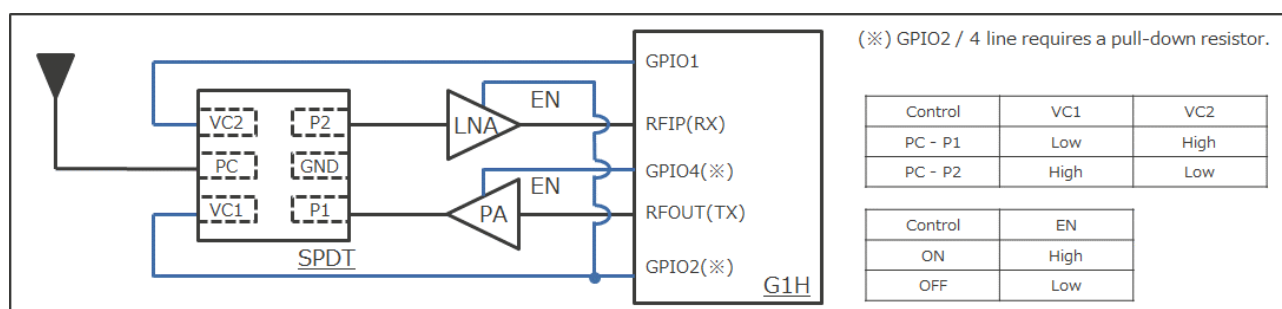 (※) GPIO2 / 4 line requires a pull-down resistor.
GPIO1
EN
VC2
P2
LNA
RFIP(RX)
PC
GND
GPIO4(※)
EN
VC1
P1
PA
RFOUT(TX)
SPDT
GPIO2(※)
G1H
Control VC1 VC2
PC - P1 Low High
PC - P2 High Low
Control EN
ON High
OFF Low